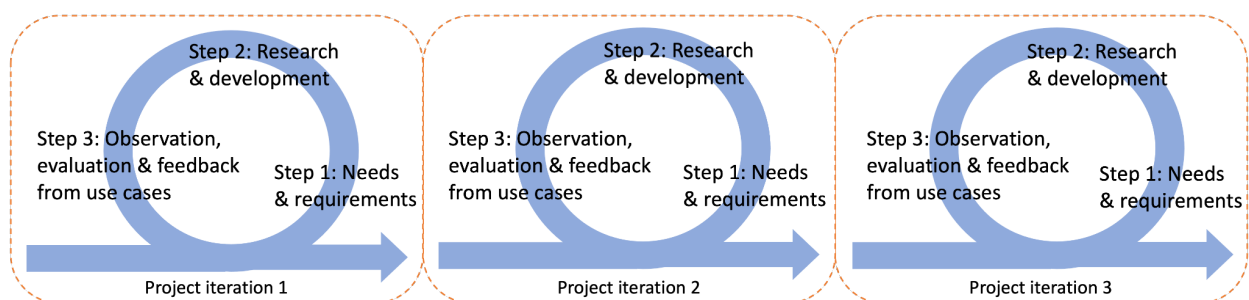 Step 2: Research
& development
Step 3: Observation,
evaluation & feedback
from use cases
Step 1: Needs
& requirements
Project iteration 1
Step 2: Research
& development
Step 3: Observation,
evaluation & feedback
from use cases
Step 1: Needs
& requirements
Project iteration 2
Step 2: Research
& development
Step 3: Observation,
evaluation & feedback
from use cases
Step 1: Needs
& requirements
Project iteration 3